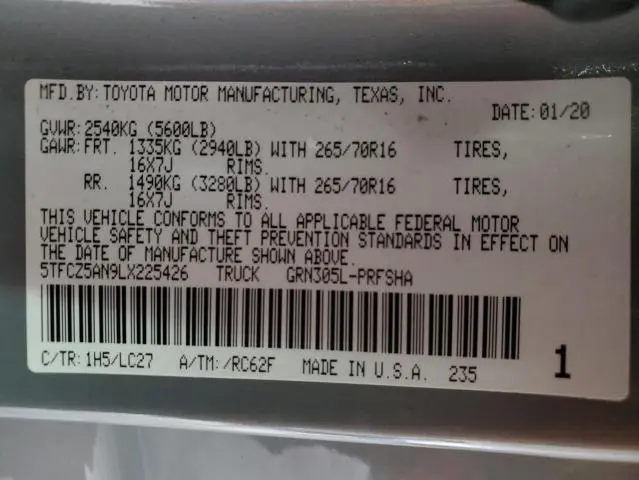 MFD.BY: TOYOTA MOTOR MANUFACTURING, TEXAS, INC.
DATE: 01/20
GVWR: 2540KG (5600LB)
GAWR: FRT. 1335KG (2940LB) WITH 265/70R16 TIRES,
16X7J RIMS.
RR. 1490KG (3280LB) WITH 265/70R16 TIRES,
16X7J RIMS.
THIS VEHICLE CONFORMS TO ALL APPLICABLE FEDERAL MOTOR
VEHICLE SAFETY AND THEFT PREVENTION STANDARDS IN EFFECT ON
THE DATE OF MANUFACTURE SHOWN ABOVE.
5TFCZ5AN9LX225426 TRUCK GRN305L-PRFSHA
C/TR: 1H5/LC27 A/TM: /RC62F MADE IN U.S.A. 235 1